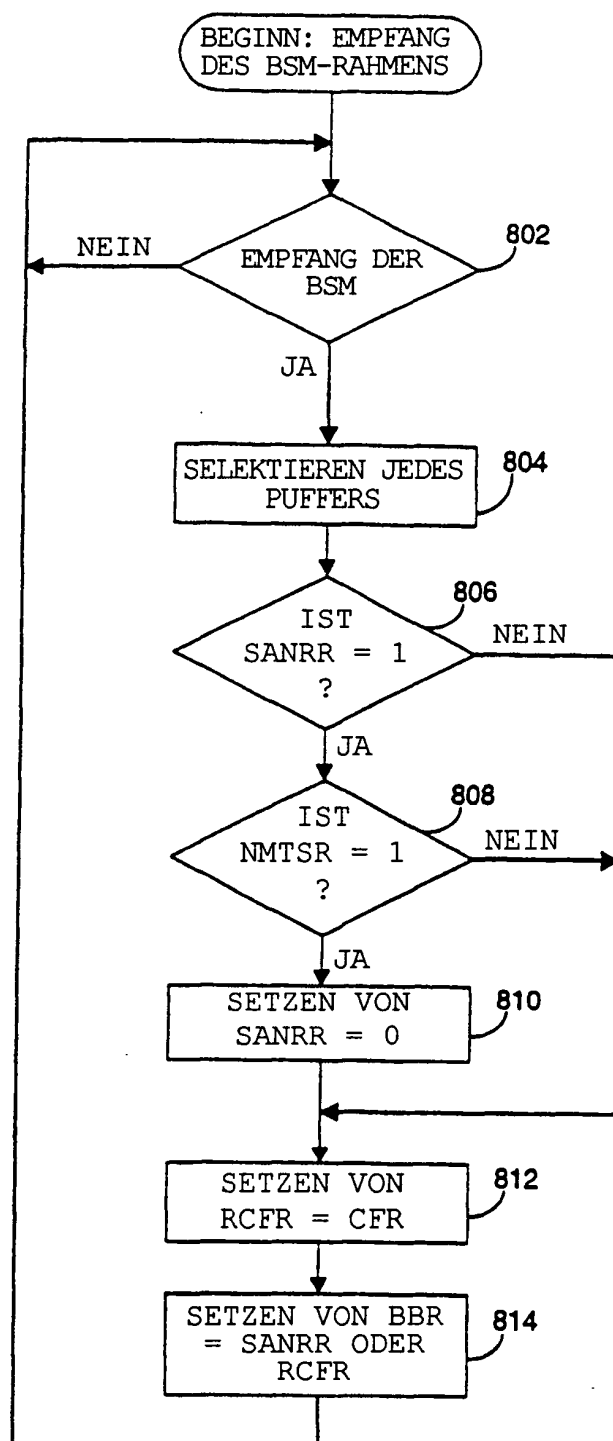 BEGINN: EMPFANG
DES BSM-RAHMENS
NEIN
EMPFANG DER
BSM
802
JA
SELEKTIEREN JEDES
PUFFERS
804
IST
SANRR = 1
?
806
NEIN
JA
IST
NMTSR = 1
?
808
NEIN
JA
SETZEN VON
SANRR = 0
810
SETZEN VON
RCFR = CFR
812
SETZEN VON BBR
= SANRR ODER
RCFR
814